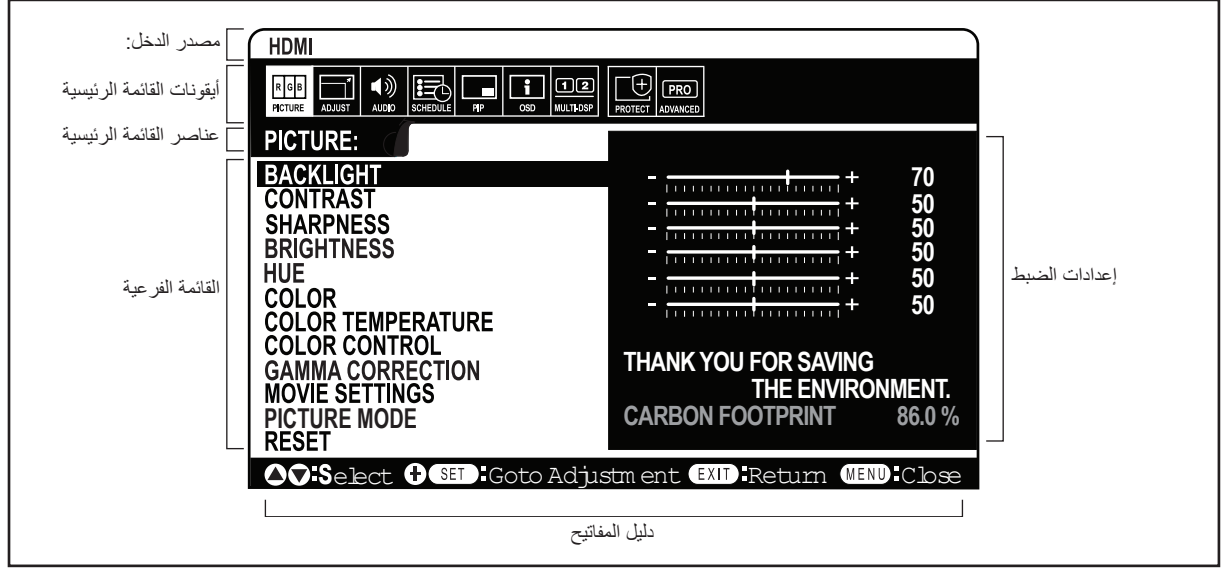 مصدر الدخل:
HDMI
أيقونات القائمة الرئيسية
R G B
PICTURE
ADJUST
AUDIO
SCHEDULE
PIP
OSD
1 2
MULTI-DSP
PROTECT
PRO
ADVANCED
عناصر القائمة الرئيسية
PICTURE:
القائمة الفرعية
BACKLIGHT - + 70
CONTRAST - + 50
SHARPNESS - + 50
BRIGHTNESS - + 50
HUE - + 50
COLOR - + 50
COLOR TEMPERATURE
COLOR CONTROL
GAMMA CORRECTION
MOVIE SETTINGS
PICTURE MODE
RESET
THANK YOU FOR SAVING
THE ENVIRONMENT.
CARBON FOOTPRINT 86.0 %
إعدادات الضبط
:Select SET :Goto Adjustment EXIT :Return MENU :Close
دليل المفاتيح